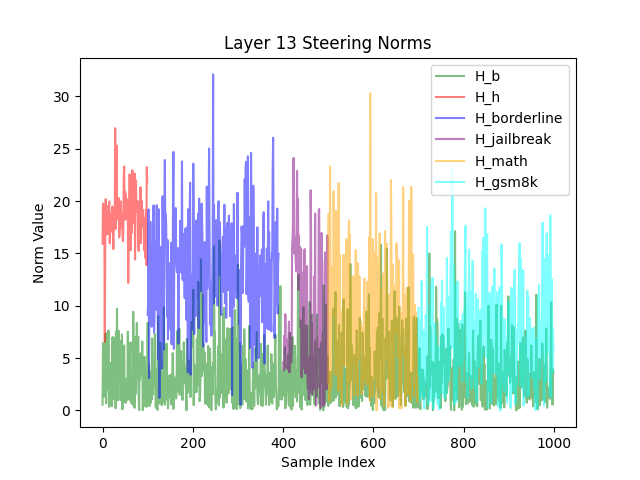 Layer 13 Steering Norms
H_b
H_h
H_borderline
H_jailbreak
H_math
H_gsm8k
Norm Value
30
25
20
15
10
5
0
0
200
400
600
800
1000
Sample Index